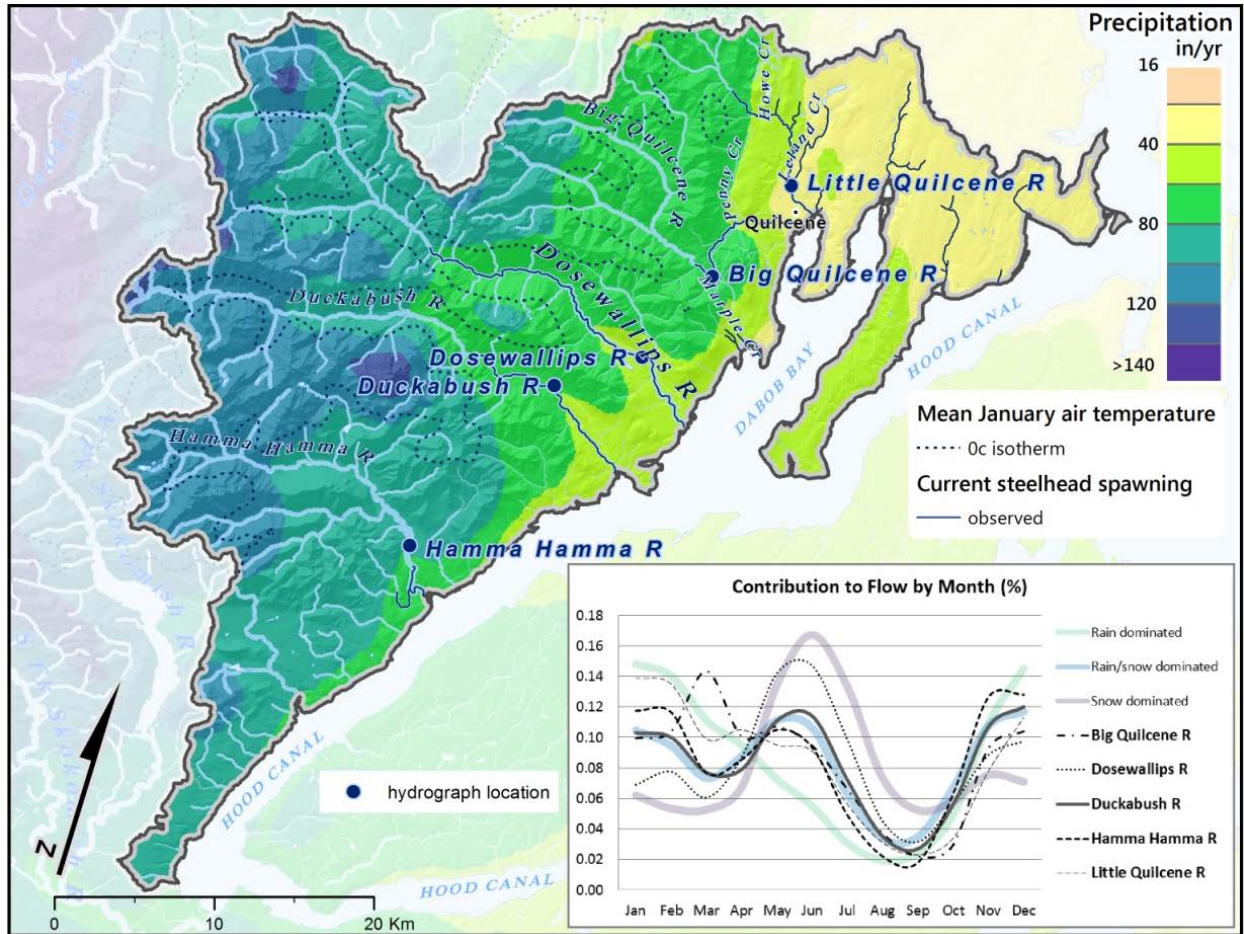 Precipitation
in/yr
16
40
80
120
>140
Howe Cr
Leland Cr
Big Quilcene R
Penny Cr
Little Quilcene R
Quilcene
Big Quilcene R
Marple Cr
Dosewallips R
Duckabush R
Dosewallips R
Duckabush R
DABOB BAY
HOOD CANAL
Mean January air temperature
0c isotherm
Current steelhead spawning
observed
Hamma Hamma R
Hamma Hamma R
HOOD CANAL
hydrograph location
N
0 10 20 Km
HOOD CANAL
Contribution to Flow by Month (%)
0.18
0.16
0.14
0.12
0.10
0.08
0.06
0.04
0.02
0.00
Jan Feb Mar Apr May Jun Jul Aug Sep Oct Nov Dec
Rain dominated
Rain/snow dominated
Snow dominated
Big Quilcene R
Dosewallips R
Duckabush R
Hamma Hamma R
Little Quilcene R